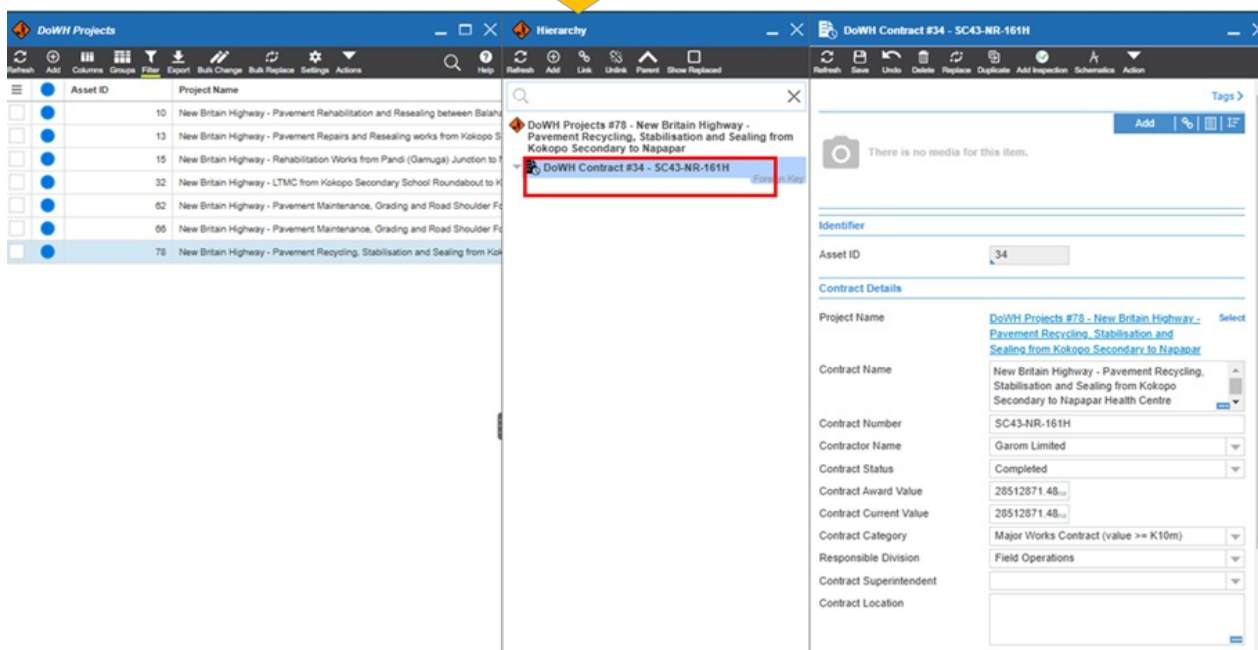 DoWH Projects
Refresh Add Columns Groups Filter Export Bulk Change Bulk Replace Settings Actions Help
Asset ID Project Name
10 New Britain Highway - Pavement Rehabilitation and Resealing between Balaha
13 New Britain Highway - Pavement Repairs and Resealing works from Kokopo S
15 New Britain Highway - Rehabilitation Works from Pandi (Gamuga) Junction to
32 New Britain Highway - LTMC from Kokopo Secondary School Roundabout to K
62 New Britain Highway - Pavement Maintenance, Grading and Road Shoulder Fo
66 New Britain Highway - Pavement Maintenance, Grading and Road Shoulder Fo
78 New Britain Highway - Pavement Recycling, Stabilisation and Sealing from Kok
Hierarchy
Refresh Add Link Unlink Parent Show Replaced
DoWH Projects #78 - New Britain Highway -
Pavement Recycling, Stabilisation and Sealing from
Kokopo Secondary to Napapar
DoWH Contract #34 - SC43-NR-161H
Foreign Key
DoWH Contract #34 - SC43-NR-161H
Refresh Save Undo Delete Replace Duplicate Add Inspection Schematics Action
Tags
Add
There is no media for this item.
Identifier
Asset ID 34
Contract Details
Project Name DoWH Projects #78 - New Britain Highway - Select
Pavement Recycling, Stabilisation and
Sealing from Kokopo Secondary to Napapar
Contract Name New Britain Highway - Pavement Recycling,
Stabilisation and Sealing from Kokopo
Secondary to Napapar Health Centre
Contract Number SC43-NR-161H
Contractor Name Garom Limited
Contract Status Completed
Contract Award Value 28512871.48
Contract Current Value 28512871.48
Contract Category Major Works Contract (value >= K10m)
Responsible Division Field Operations
Contract Superintendent
Contract Location